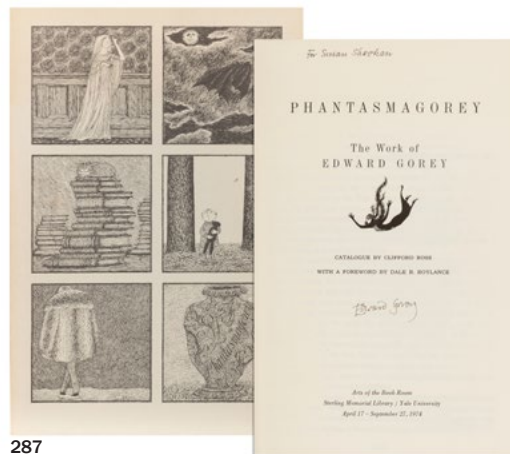 For Susan Sheehan
PHANTASMAGOREY
The Work of
EDWARD GOREY
CATALOGUE BY CLIFFORD ROSS
WITH A FOREWORD BY DALE R. ROYLANCE
Edward Gorey
Arts of the Book Room
Sterling Memorial Library / Yale University
April 17 – September 27, 1974
287